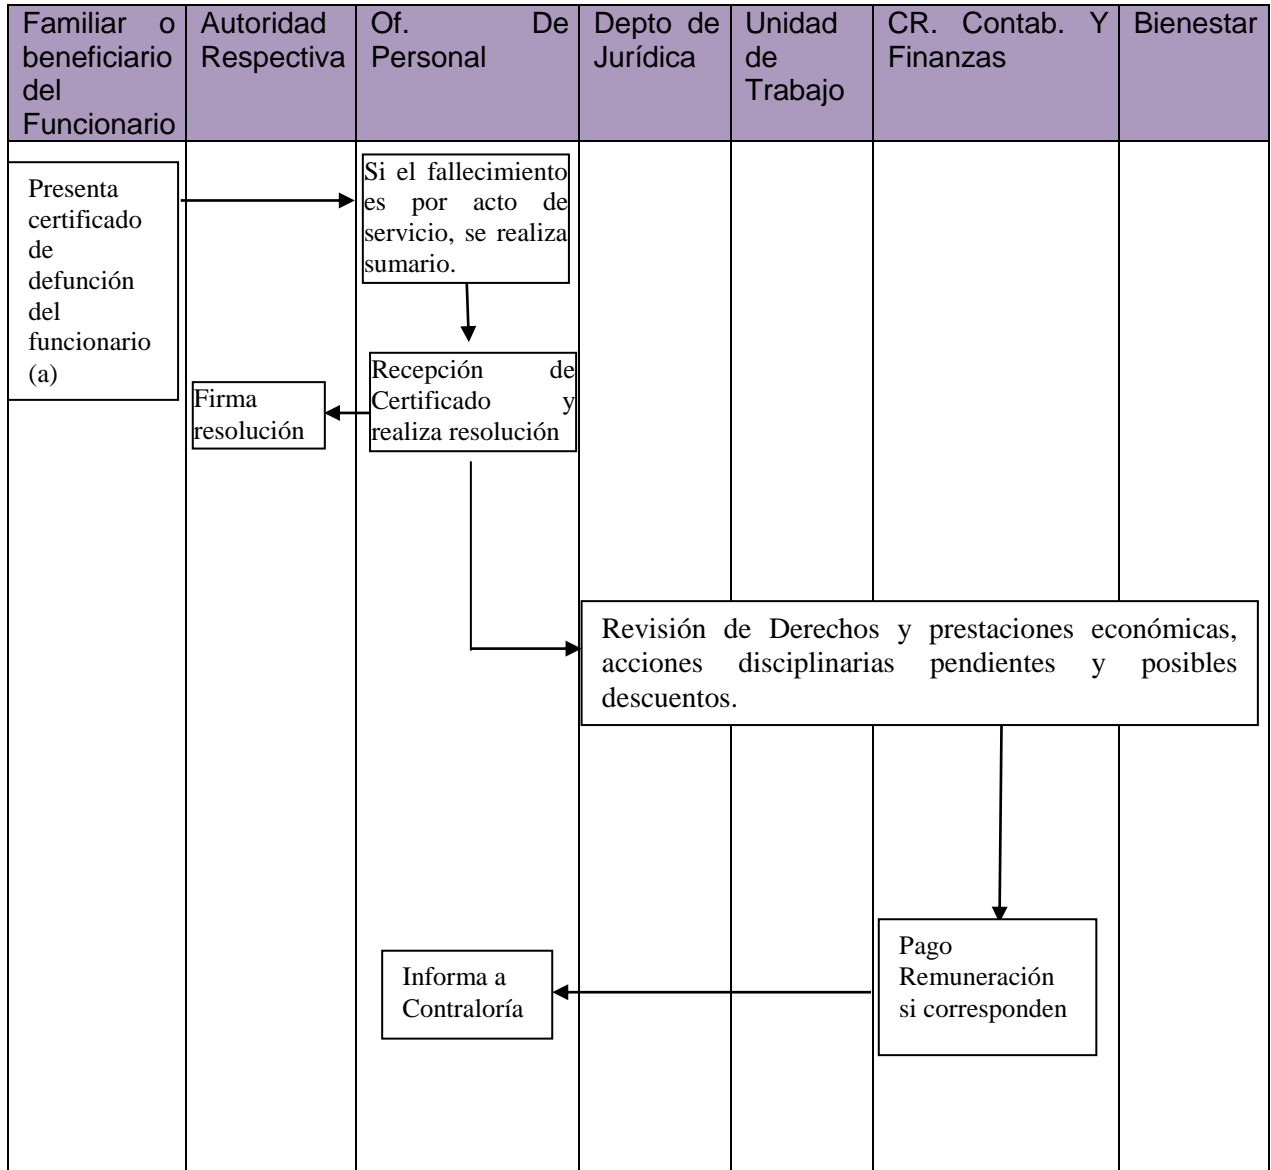 Familiar o
beneficiario
del
Funcionario
Autoridad
Respectiva
Of. De
Personal
Depto de
Jurídica
Unidad
de
Trabajo
CR. Contab. Y
Finanzas
Bienestar
Presenta
certificado
de
defunción
del
funcionario
(a)
Si el fallecimiento
es por acto de
servicio, se realiza
sumario.
Recepción de
Certificado y
realiza resolución
Firma
resolución
Revisión de Derechos y prestaciones económicas,
acciones disciplinarias pendientes y posibles
descuentos.
Pago
Remuneración
si corresponden
Informa a
Contraloría